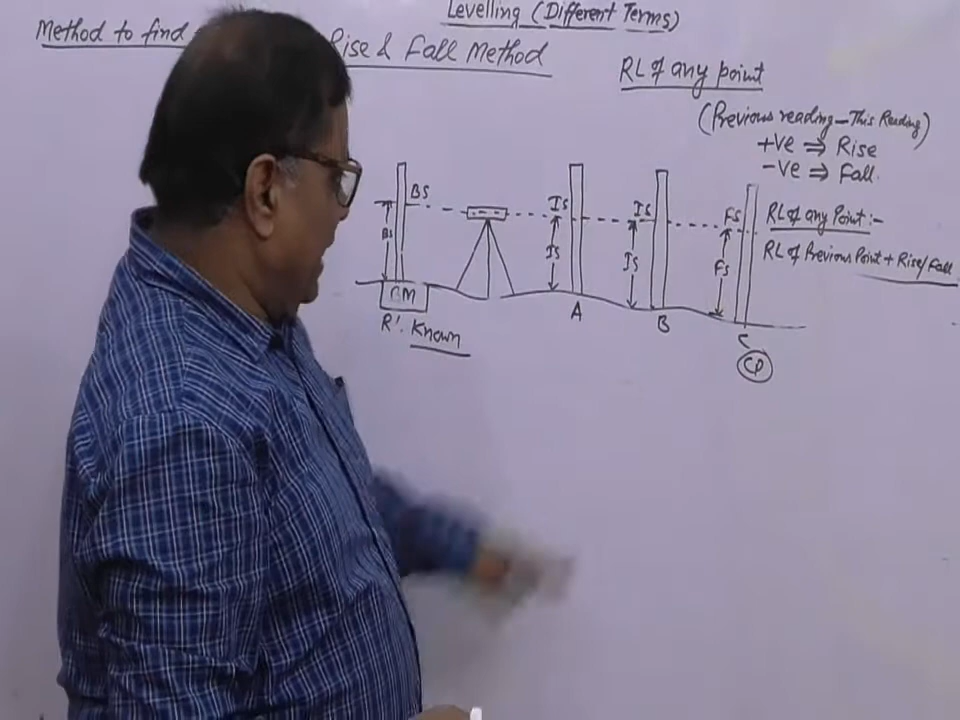 Levelling (Different Terms)
Method to find Rise & Fall Method
RL of any point
(Previous reading - This Reading)
+ve ⇒ Rise
-ve ⇒ Fall.
BS
IS
IS
FS
RL of any Point:-
BS
IS
IS
FS
RL of Previous Point + Rise/Fall
BM
A
B
C
R' Known
CP